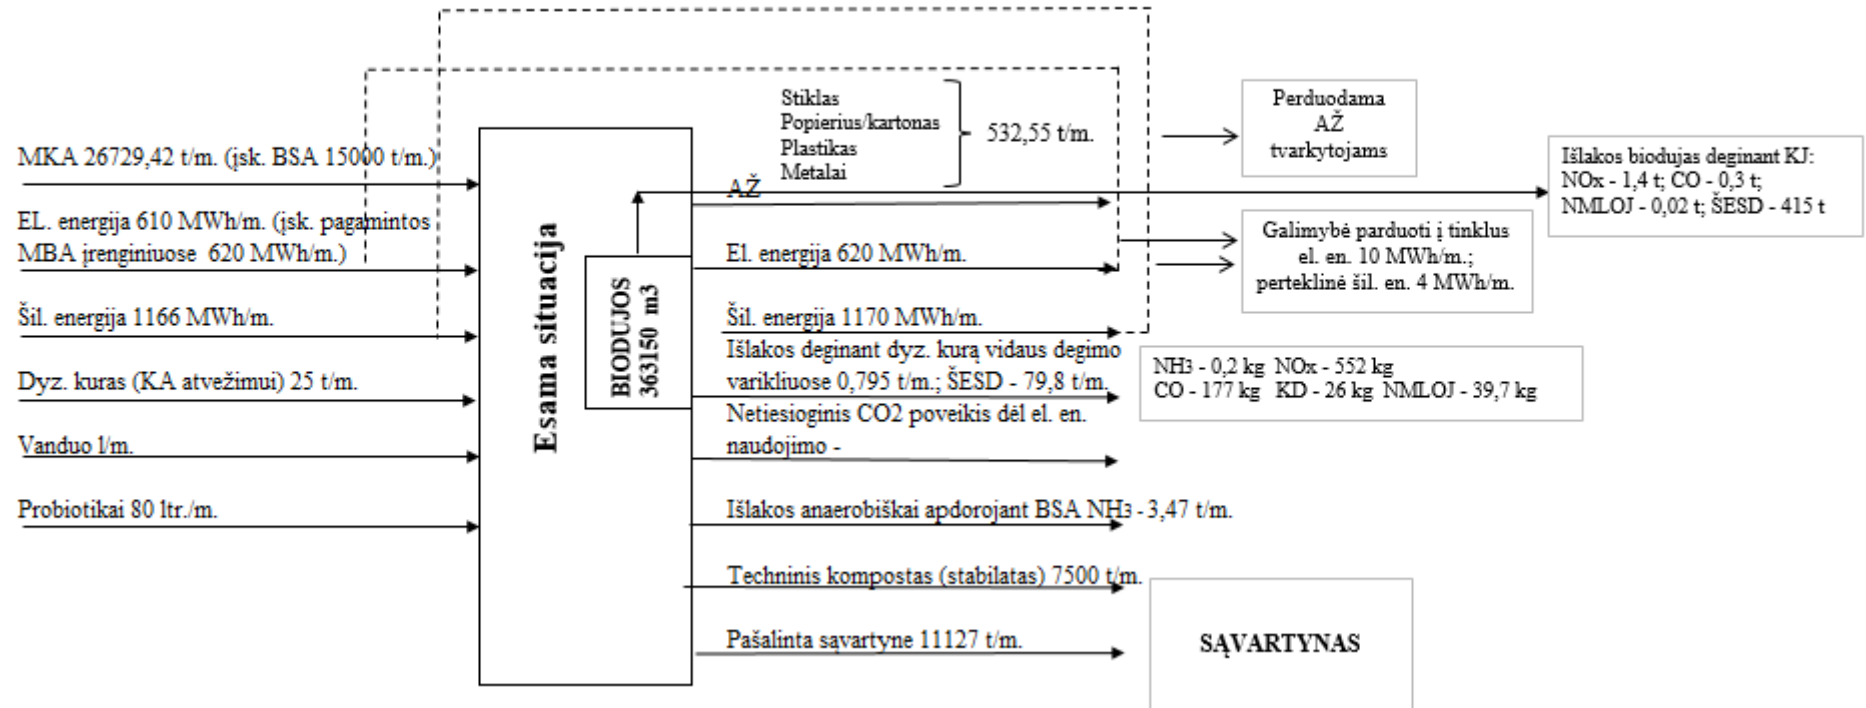 MKA 26729,42 t/m. (įsk. BSA 15000 t/m.)
EL. energija 610 MWh/m. (įsk. pagamintos
MBA įrenginiuose 620 MWh/m.)
Šil. energija 1166 MWh/m.
Dyz. kuras (KA atvežimui) 25 t/m.
Vanduo l/m.
Probiotikai 80 ltr./m.
Esama situacija
BIODUJOS
363150 m3
Stiklas
Popierius/kartonas
Plastikas
Metalai
532,55 t/m.
AŽ
El. energija 620 MWh/m.
Šil. energija 1170 MWh/m.
Išlakos deginant dyz. kurą vidaus degimo
varikliuose 0,795 t/m.; ŠESD - 79,8 t/m.
Netiesioginis CO2 poveikis dėl el. en.
naudojimo -
Išlakos anaerobiškai apdorojant BSA NH3 - 3,47 t/m.
Techninis kompostas (stabilatas) 7500 t/m.
Pašalinta sąvartyne 11127 t/m.
Perduodama
AŽ
tvarkytojams
Galimybė parduoti į tinklus
el. en. 10 MWh/m.;
perteklinė šil. en. 4 MWh/m.
Išlakos biodujas deginant KJ:
NOx - 1,4 t; CO - 0,3 t;
NMLOJ - 0,02 t; ŠESD - 415 t
NH3 - 0,2 kg NOx - 552 kg
CO - 177 kg KD - 26 kg NMLOJ - 39,7 kg
SĄVARTYNAS